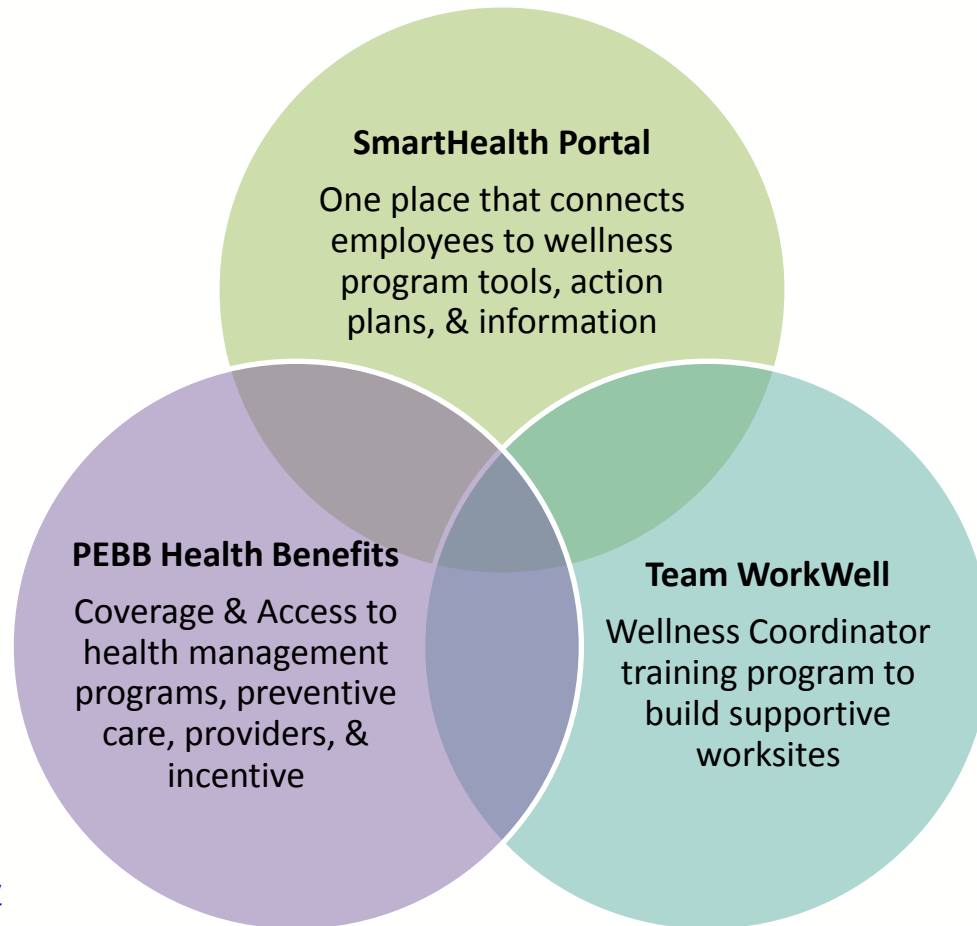 SmartHealth Portal
One place that connects
employees to wellness
program tools, action
plans, & information
PEBB Health Benefits
Coverage & Access to
health management
programs, preventive
care, providers, &
incentive
Team WorkWell
Wellness Coordinator
training program to
build supportive
worksites